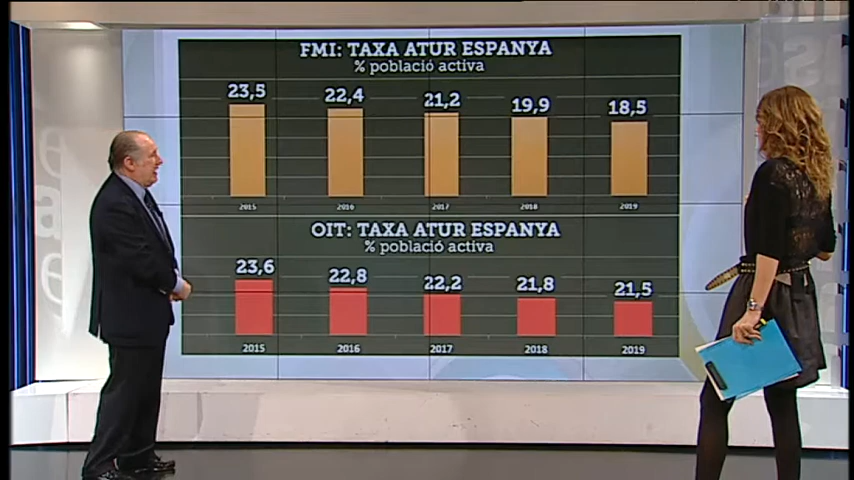 FMI: TAXA ATUR ESPANYA
% població activa
23,5 22,4 21,2 19,9 18,5
2015 2016 2017 2018 2019
OIT: TAXA ATUR ESPANYA
% població activa
23,6 22,8 22,2 21,8 21,5
2015 2016 2017 2018 2019